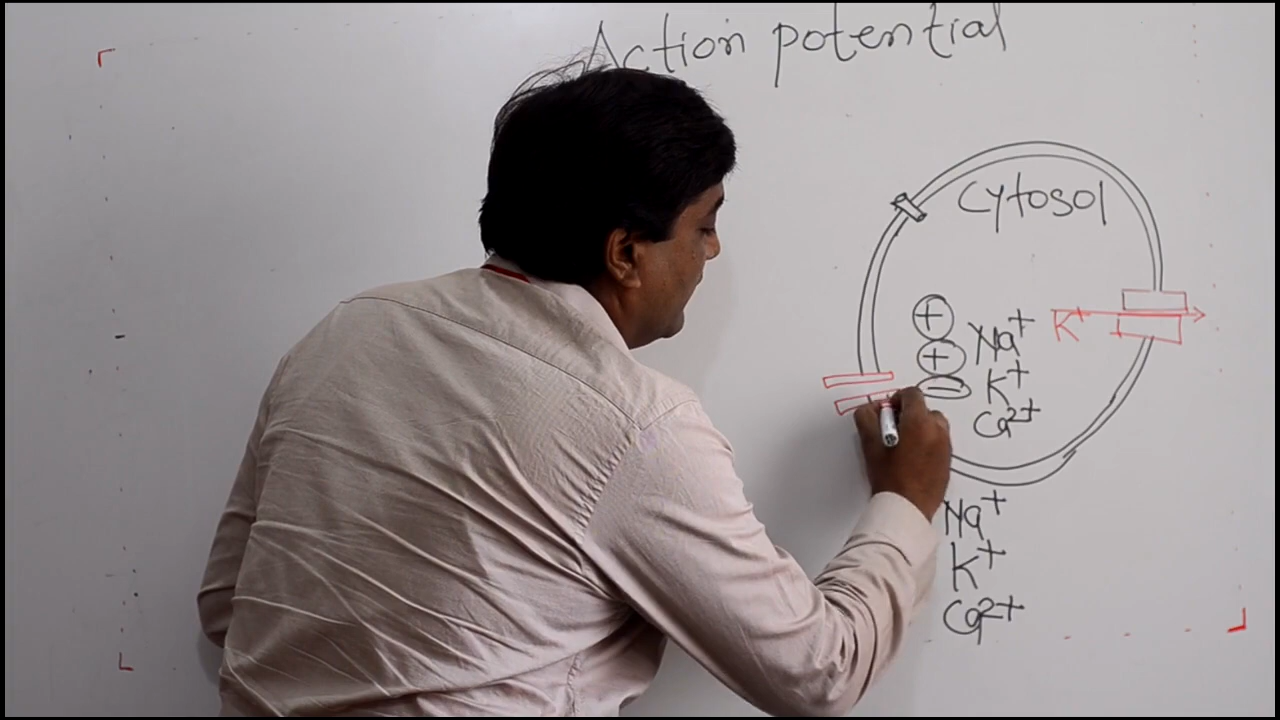 Action potential
Cytosol
+
+ Na+
K+
- K+
Ca2+
Na+
K+
Ca2+